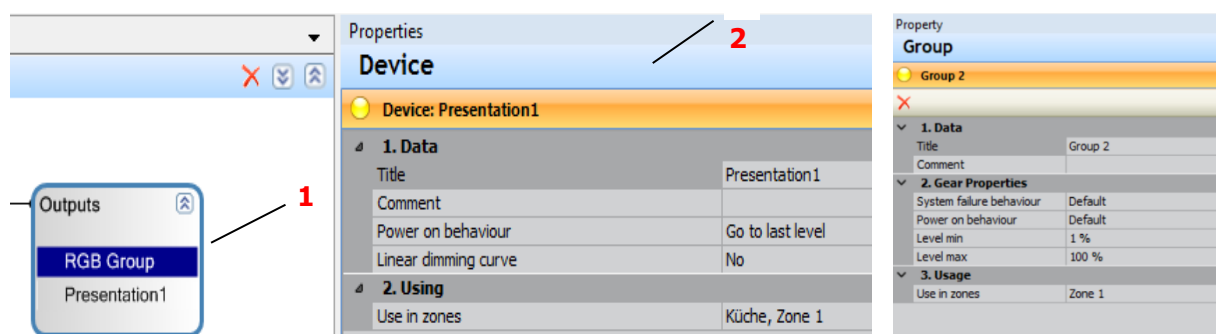 1
Outputs
RGB Group
Presentation1
Properties
2
Device
Device: Presentation1
1. Data
Title Presentation1
Comment
Power on behaviour Go to last level
Linear dimming curve No
2. Using
Use in zones Küche, Zone 1
Property
Group
Group 2
1. Data
Title Group 2
Comment
2. Gear Properties
System failure behaviour Default
Power on behaviour Default
Level min 1 %
Level max 100 %
3. Usage
Use in zones Zone 1